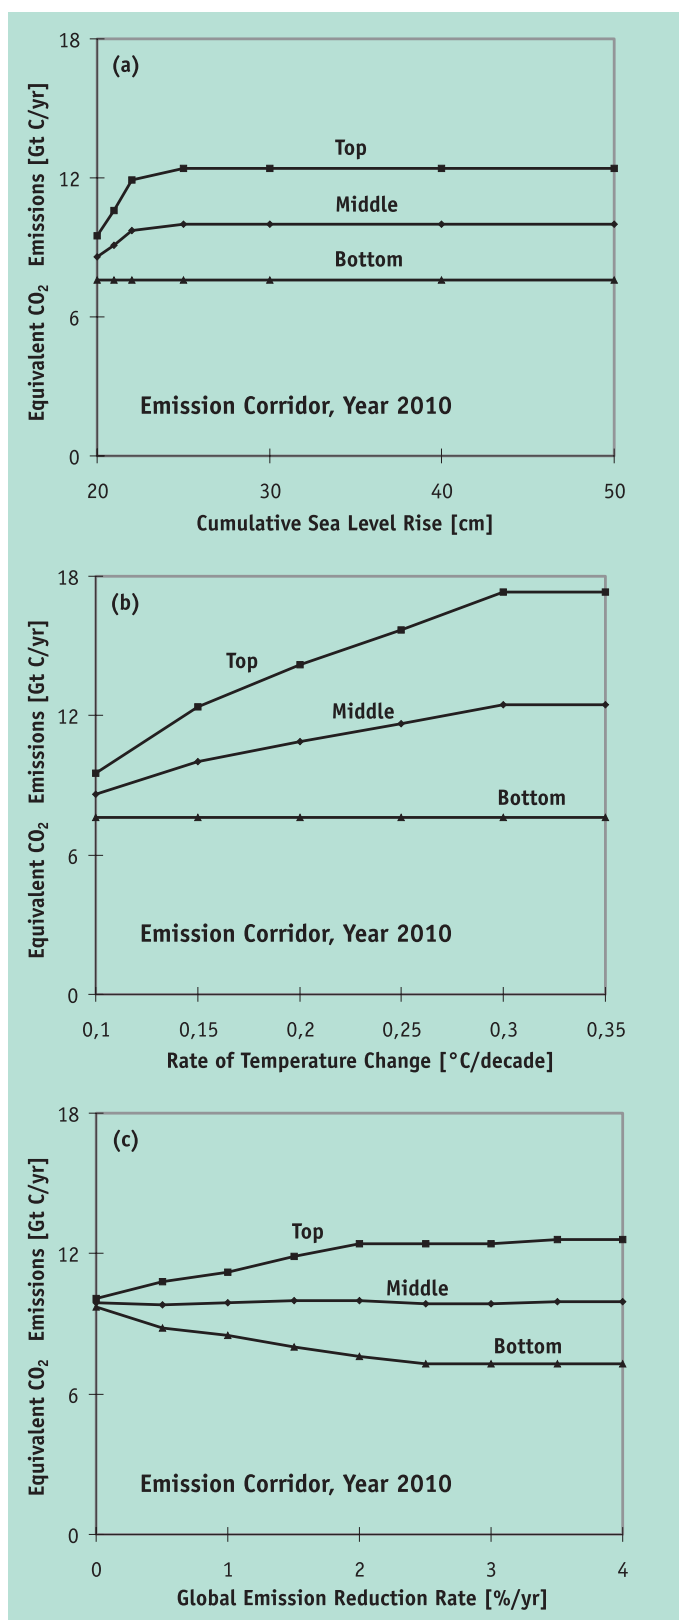 18
(a)
Top
12
Middle
Bottom
6
Emission Corridor, Year 2010
0
20 30 40 50
Cumulative Sea Level Rise [cm]
Equivalent CO₂ Emissions [Gt C/yr]
18
(b)
Top
12
Middle
Bottom
6
Emission Corridor, Year 2010
0
0,1 0,15 0,2 0,25 0,3 0,35
Rate of Temperature Change [°C/decade]
Equivalent CO₂ Emissions [Gt C/yr]
18
(c)
Top
12
Middle
Bottom
6
Emission Corridor, Year 2010
0
0 1 2 3 4
Global Emission Reduction Rate [%/yr]
Equivalent CO₂ Emissions [Gt C/yr]